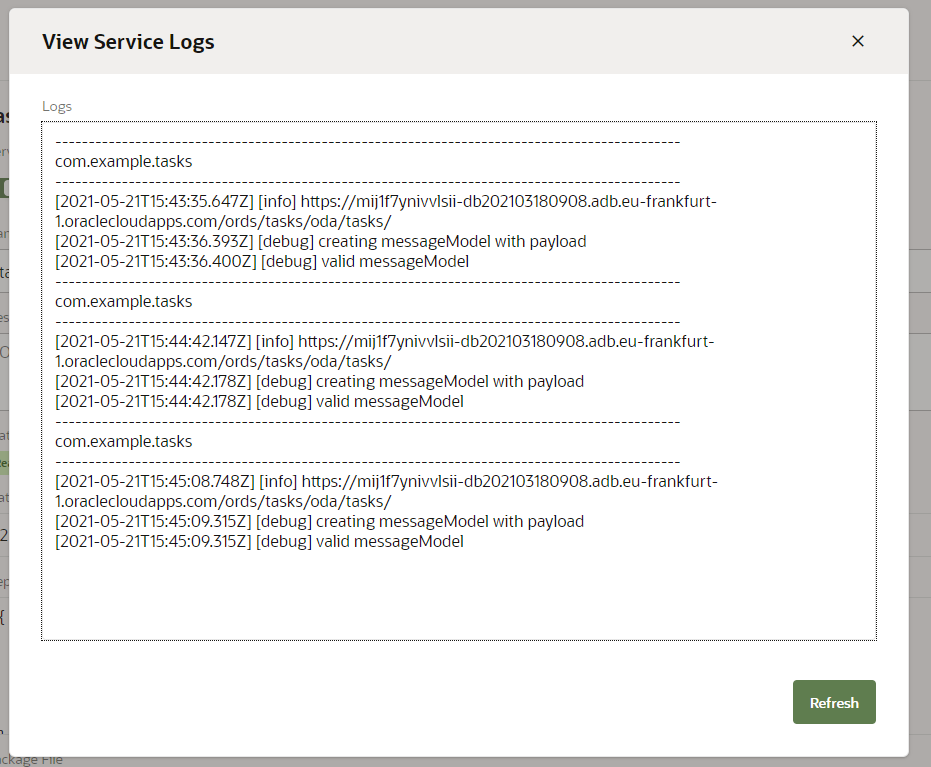 View Service Logs
Logs
----------------------------------------------------------------------------------------------
com.example.tasks
----------------------------------------------------------------------------------------------
[2021-05-21T15:43:35.647Z] [info] https://mij1f7ynivvlsii-db202103180908.adb.eu-frankfurt-
1.oraclecloudapps.com/ords/tasks/oda/tasks/
[2021-05-21T15:43:36.393Z] [debug] creating messageModel with payload
[2021-05-21T15:43:36.400Z] [debug] valid messageModel
----------------------------------------------------------------------------------------------
com.example.tasks
----------------------------------------------------------------------------------------------
[2021-05-21T15:44:42.147Z] [info] https://mij1f7ynivvlsii-db202103180908.adb.eu-frankfurt-
1.oraclecloudapps.com/ords/tasks/oda/tasks/
[2021-05-21T15:44:42.178Z] [debug] creating messageModel with payload
[2021-05-21T15:44:42.178Z] [debug] valid messageModel
----------------------------------------------------------------------------------------------
com.example.tasks
----------------------------------------------------------------------------------------------
[2021-05-21T15:45:08.748Z] [info] https://mij1f7ynivvlsii-db202103180908.adb.eu-frankfurt-
1.oraclecloudapps.com/ords/tasks/oda/tasks/
[2021-05-21T15:45:09.315Z] [debug] creating messageModel with payload
[2021-05-21T15:45:09.315Z] [debug] valid messageModel
Refresh